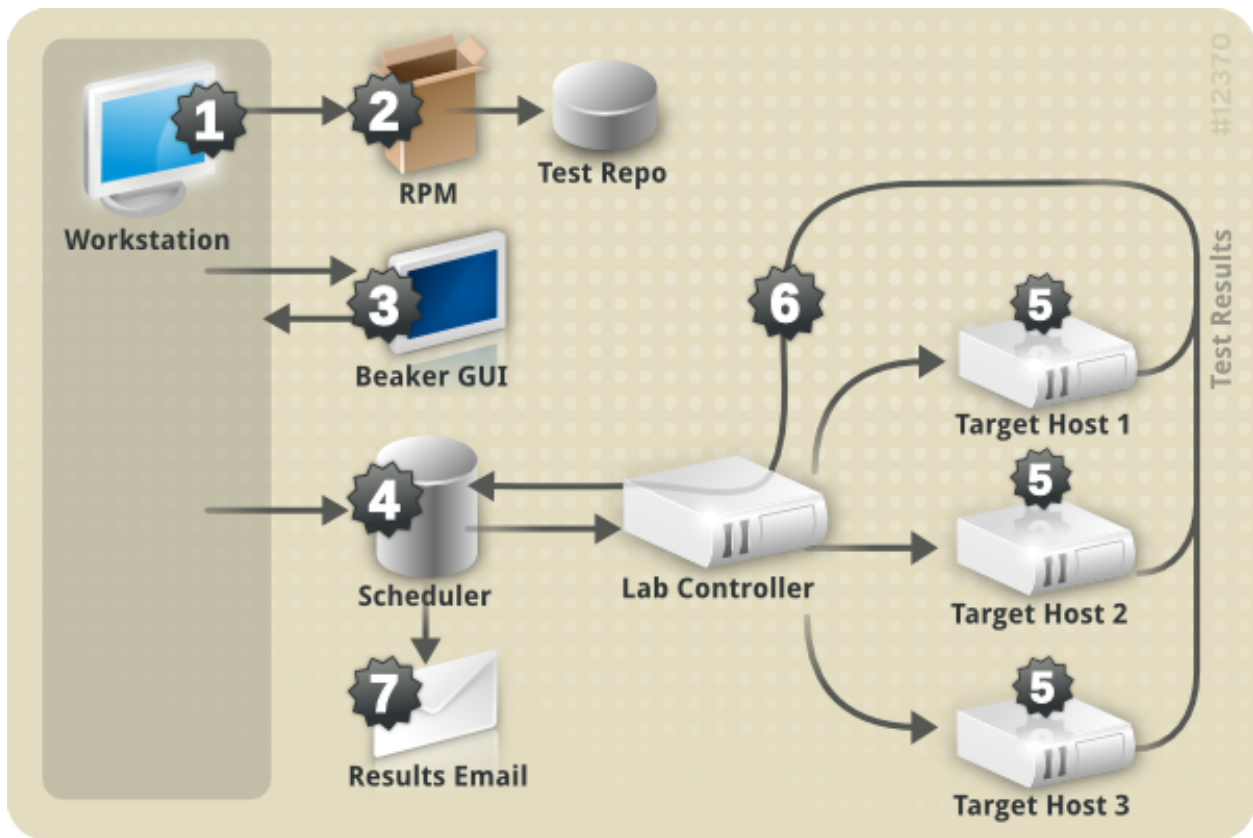 1
2
RPM
Test Repo
Workstation
3
Beaker GUI
4
Scheduler
Lab Controller
5
Target Host 1
5
Target Host 2
5
Target Host 3
6
Test Results
7
Results Email
#12370